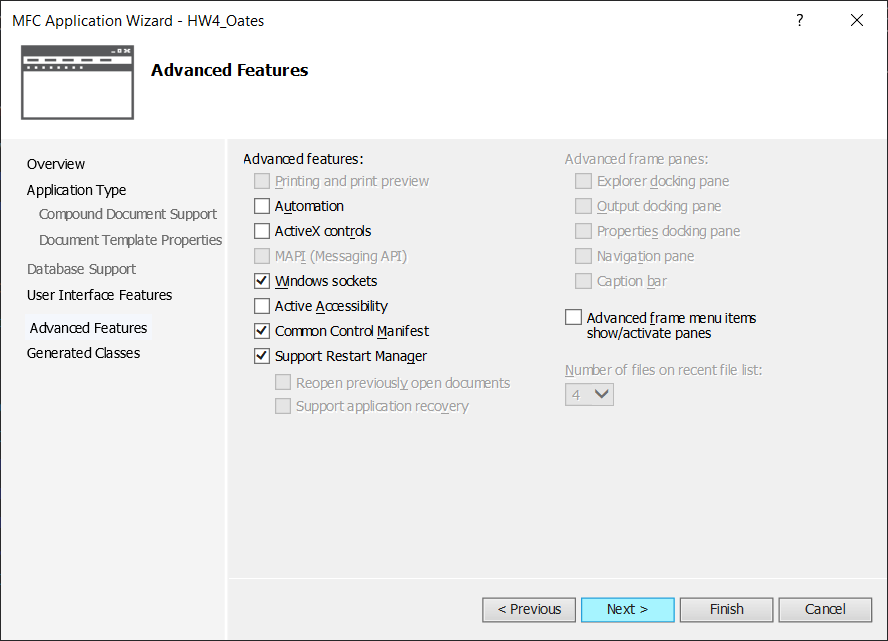 MFC Application Wizard - HW4_Oates
?
Advanced Features
Overview
Application Type
Compound Document Support
Document Template Properties
Database Support
User Interface Features
Advanced Features
Generated Classes
Advanced features:
Printing and print preview
Automation
ActiveX controls
MAPI (Messaging API)
Windows sockets
Active Accessibility
Common Control Manifest
Support Restart Manager
Reopen previously open documents
Support application recovery
Advanced frame panes:
Explorer docking pane
Output docking pane
Properties docking pane
Navigation pane
Caption bar
Advanced frame menu items
show/activate panes
Number of files on recent file list:
4
< Previous
Next >
Finish
Cancel